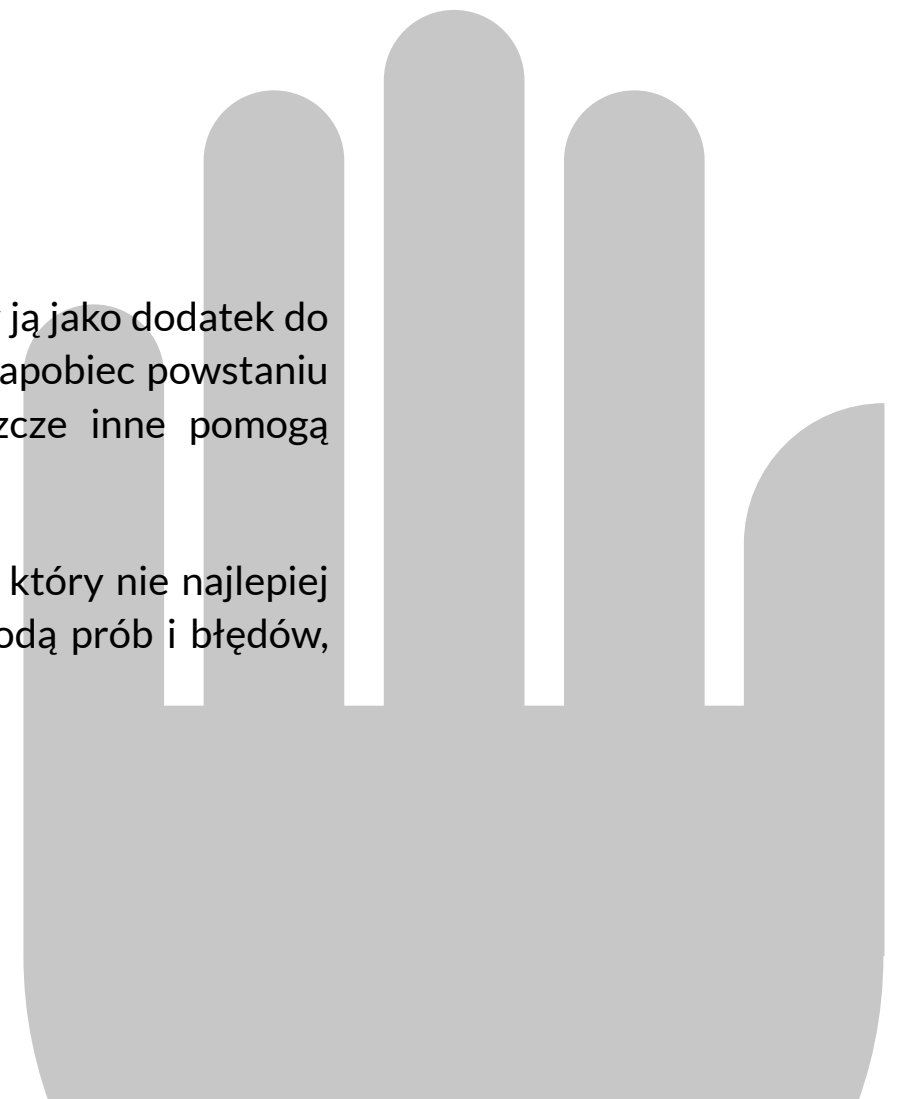 ją jako dodatek do
apobiec powstaniu
zcze inne pomogą
który nie najlepiej
odą prób i błędów,